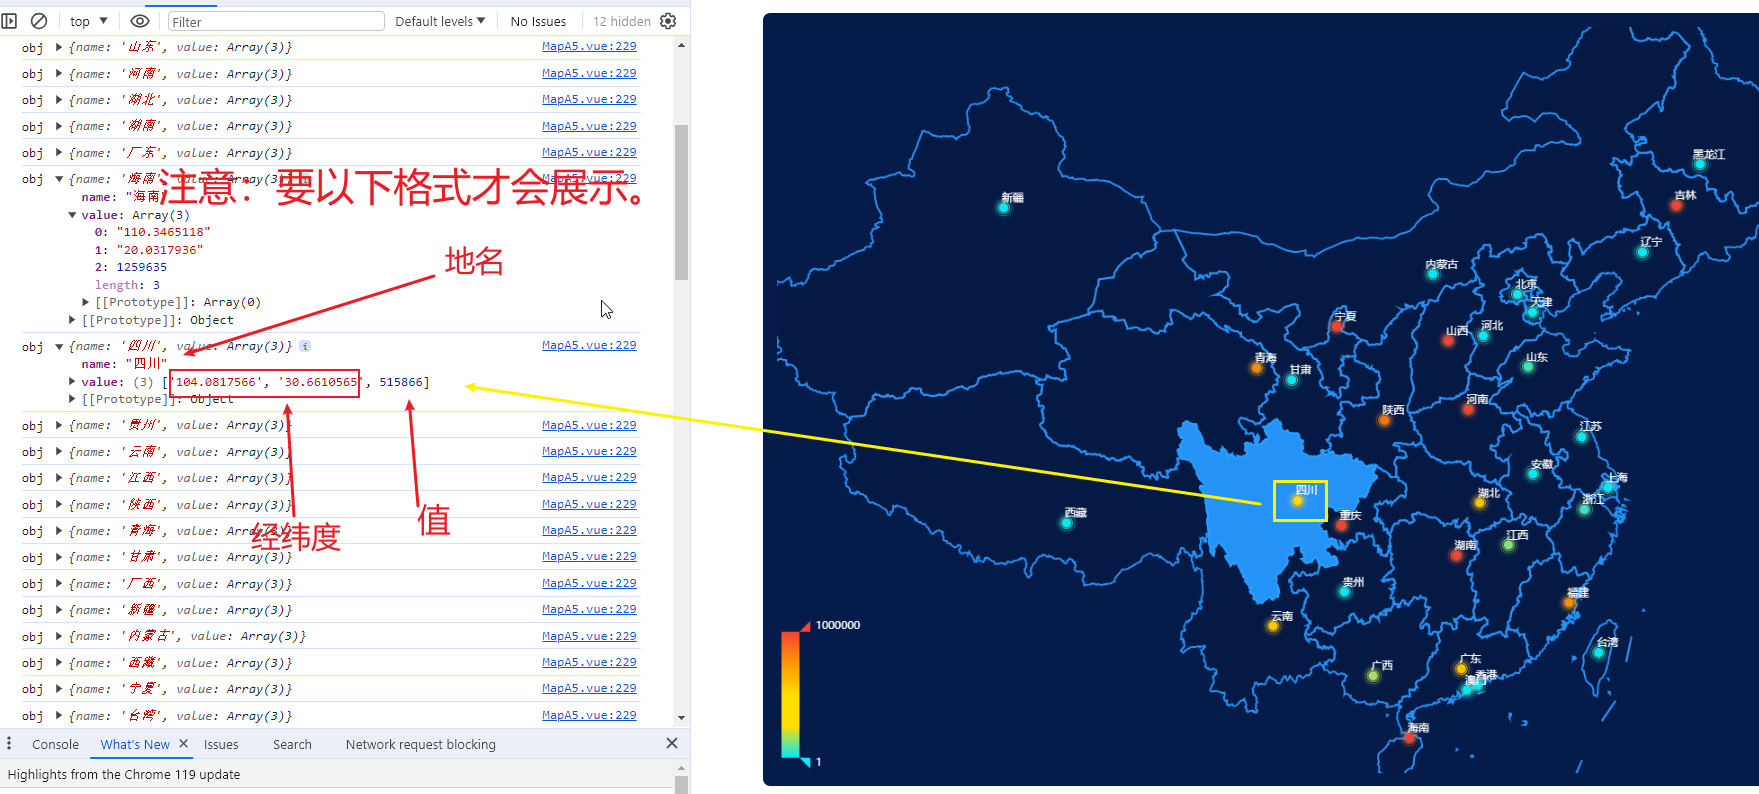 top
Filter
Default levels
No Issues
12 hidden
obj {name: '山东', value: Array(3)} MapA5.vue:229
obj {name: '河南', value: Array(3)} MapA5.vue:229
obj {name: '湖北', value: Array(3)} MapA5.vue:229
obj {name: '湖南', value: Array(3)} MapA5.vue:229
obj {name: '广东', value: Array(3)} MapA5.vue:229
obj {name: '海南', value: Array(3)} MapA5.vue:229
注意：要以下格式才会展示。
name: "海南"
value: Array(3)
0: "110.3465118"
1: "20.0317936"
2: 1259635
length: 3
[[Prototype]]: Array(0)
[[Prototype]]: Object
地名
obj {name: '四川', value: Array(3)} i MapA5.vue:229
name: "四川"
value: (3) ['104.0817566', '30.6610565', 515866]
[[Prototype]]: Object
obj {name: '贵州', value: Array(3)} MapA5.vue:229
obj {name: '云南', value: Array(3)} MapA5.vue:229
obj {name: '江西', value: Array(3)} MapA5.vue:229
obj {name: '陕西', value: Array(3)} MapA5.vue:229
obj {name: '青海', value: Array(3)} MapA5.vue:229
经纬度
值
obj {name: '甘肃', value: Array(3)} MapA5.vue:229
obj {name: '广西', value: Array(3)} MapA5.vue:229
obj {name: '新疆', value: Array(3)} MapA5.vue:229
obj {name: '内蒙古', value: Array(3)} MapA5.vue:229
obj {name: '西藏', value: Array(3)} MapA5.vue:229
obj {name: '宁夏', value: Array(3)} MapA5.vue:229
obj {name: '台湾', value: Array(3)} MapA5.vue:229
Console
What's New
Issues
Search
Network request blocking
Highlights from the Chrome 119 update
黑龙江
吉林
新疆
辽宁
内蒙古
北京
天津
宁夏
山西
河北
青海
甘肃
山东
河南
陕西
江苏
安徽
上海
四川
湖北
浙江
西藏
重庆
江西
湖南
贵州
福建
云南
台湾
广西
广东
香港
澳门
海南
1000000
1